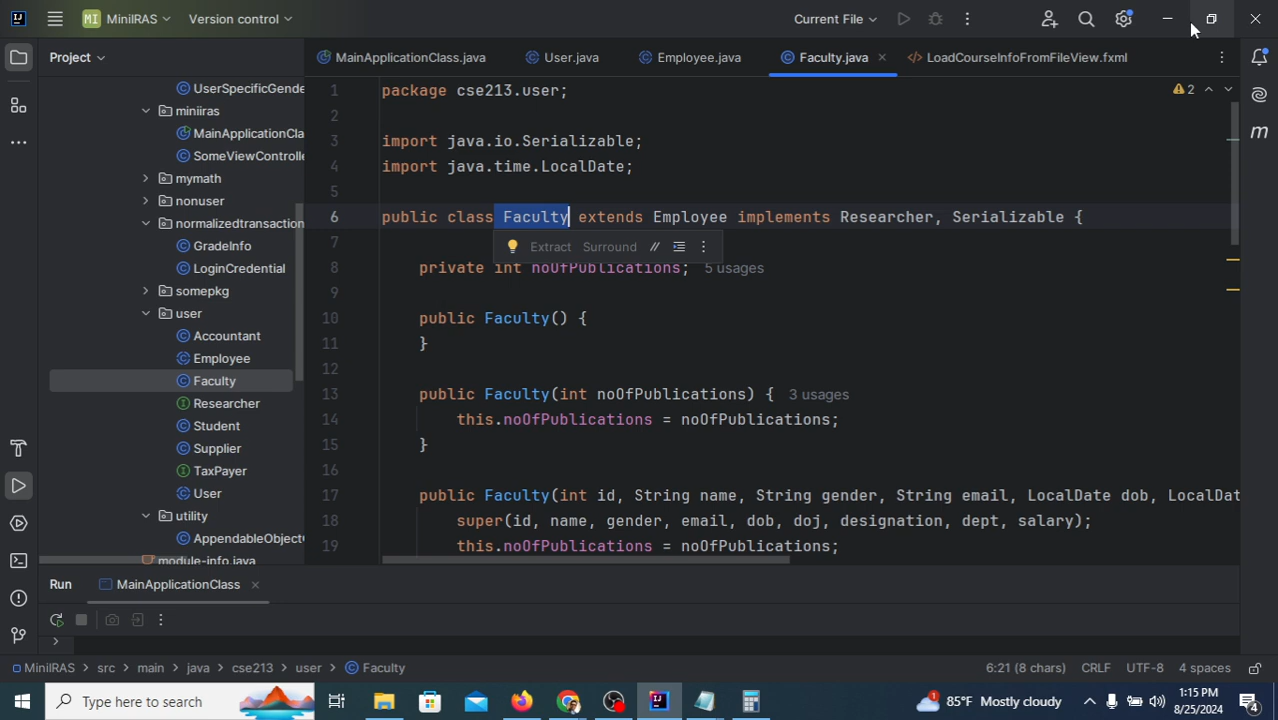 MI MiniIRAS Version control Current File
Project
MainApplicationClass.java User.java Employee.java Faculty.java LoadCourseInfoFromFileView.fxml
UserSpecificGende
miniiras
MainApplicationCla
SomeViewControlle
mymath
nonuser
normalizedtransaction
GradeInfo
LoginCredential
somepkg
user
Accountant
Employee
Faculty
Researcher
Student
Supplier
TaxPayer
User
utility
AppendableObjectO
module-info.java
2
1 package cse213.user;
2
3 import java.io.Serializable;
4 import java.time.LocalDate;
5
6 public class Faculty extends Employee implements Researcher, Serializable {
7 Extract Surround //
8 private int noOfPublications; 5 usages
9
10 public Faculty() {
11 }
12
13 public Faculty(int noOfPublications) { 3 usages
14 this.noOfPublications = noOfPublications;
15 }
16
17 public Faculty(int id, String name, String gender, String email, LocalDate dob, LocalDat
18 super(id, name, gender, email, dob, doj, designation, dept, salary);
19 this.noOfPublications = noOfPublications;
Run MainApplicationClass
MiniIRAS src main java cse213 user Faculty 6:21 (8 chars) CRLF UTF-8 4 spaces
Type here to search 1 85°F Mostly cloudy 1:15 PM
8/25/2024 4